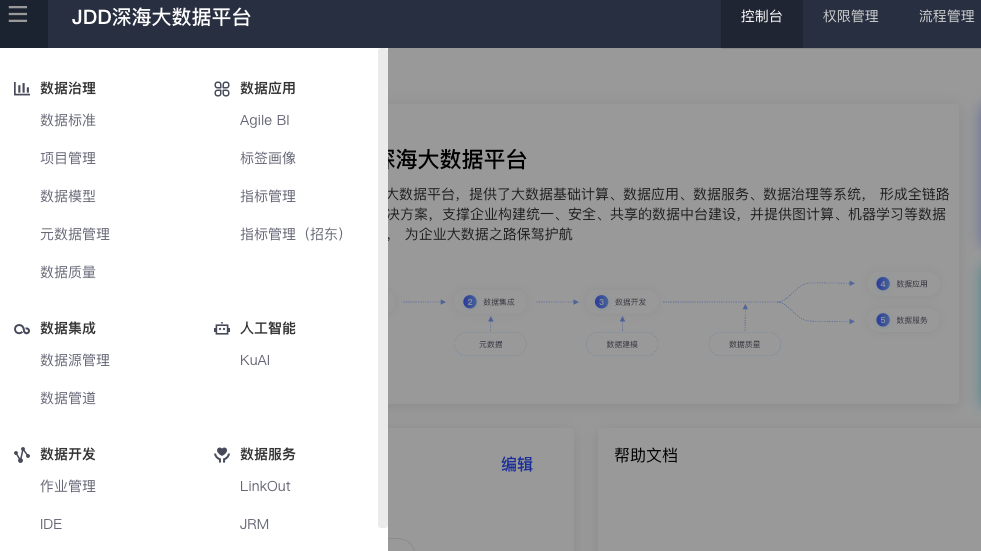 JDD深海大数据平台
控制台
权限管理
流程管理
数据治理
数据标准
项目管理
数据模型
元数据管理
数据质量
数据应用
Agile BI
标签画像
指标管理
指标管理（招东）
数据集成
数据源管理
数据管道
人工智能
KuAI
数据开发
作业管理
IDE
数据服务
LinkOut
JRM
深海大数据平台
大数据平台，提供了大数据基础计算、数据应用、数据服务、数据治理等系统， 形成全链路
决方案，支撑企业构建统一、安全、共享的数据中台建设，并提供图计算、机器学习等数据
， 为企业大数据之路保驾护航
2 数据集成
3 数据开发
4 数据应用
5 数据服务
元数据
数据建模
数据质量
编辑
帮助文档